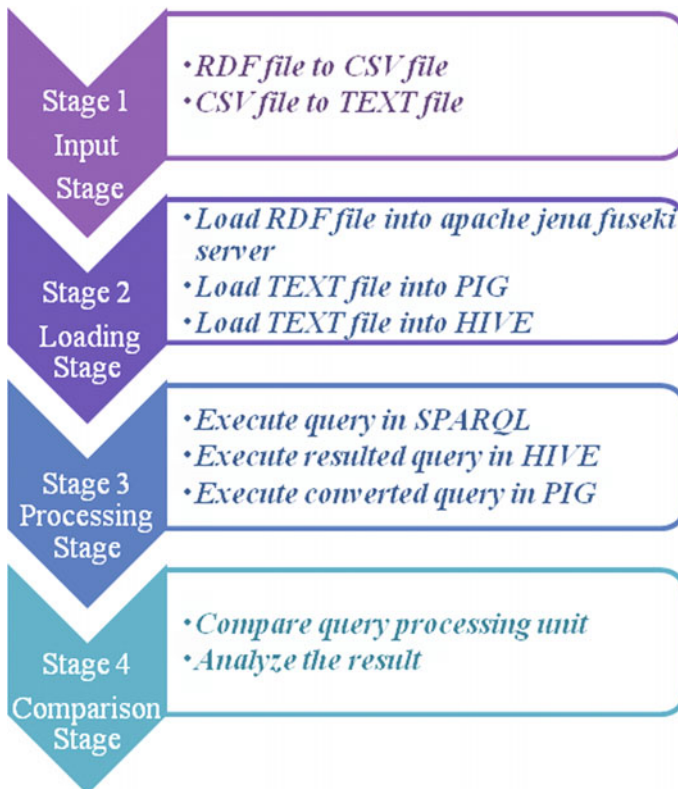 Stage 1
Input
Stage
• RDF file to CSV file
• CSV file to TEXT file
Stage 2
Loading
Stage
• Load RDF file into apache jena fuseki
server
• Load TEXT file into PIG
• Load TEXT file into HIVE
Stage 3
Processing
Stage
• Execute query in SPARQL
• Execute resulted query in HIVE
• Execute converted query in PIG
Stage 4
Comparison
Stage
• Compare query processing unit
• Analyze the result